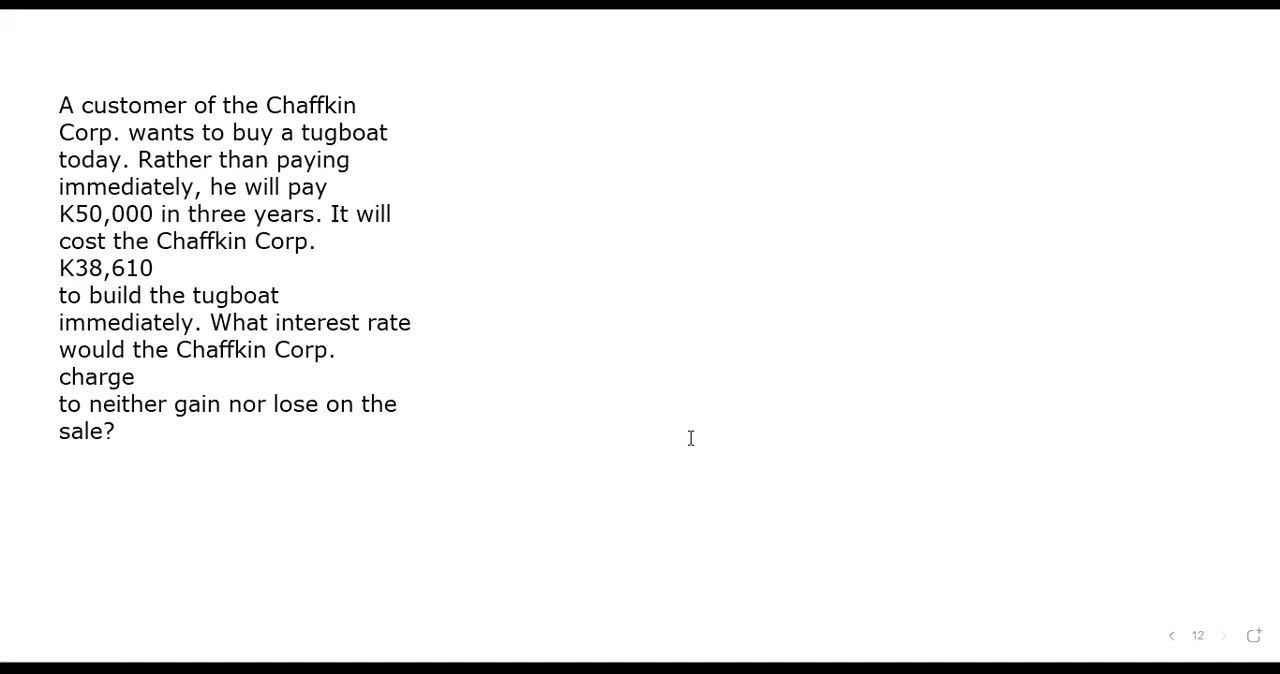 A customer of the Chaffkin
Corp. wants to buy a tugboat
today. Rather than paying
immediately, he will pay
K50,000 in three years. It will
cost the Chaffkin Corp.
K38,610
to build the tugboat
immediately. What interest rate
would the Chaffkin Corp.
charge
to neither gain nor lose on the
sale?
12